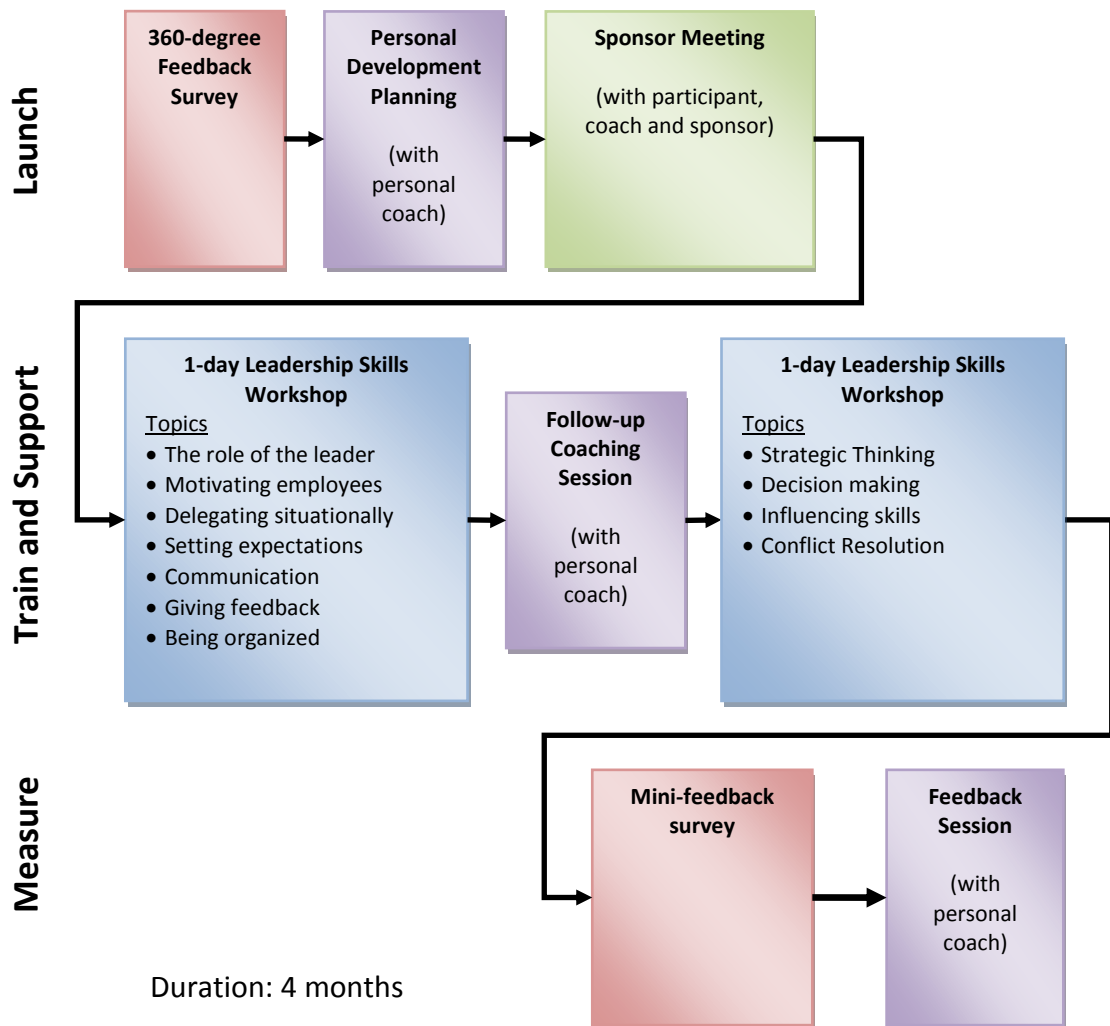 Launch
360-degree
Feedback
Survey
Personal
Development
Planning
(with
personal
coach)
Sponsor Meeting
(with participant,
coach and sponsor)
Train and Support
1-day Leadership Skills
Workshop
Topics
• The role of the leader
• Motivating employees
• Delegating situationally
• Setting expectations
• Communication
• Giving feedback
• Being organized
Follow-up
Coaching
Session
(with
personal
coach)
1-day Leadership Skills
Workshop
Topics
• Strategic Thinking
• Decision making
• Influencing skills
• Conflict Resolution
Measure
Mini-feedback
survey
Feedback
Session
(with
personal
coach)
Duration: 4 months